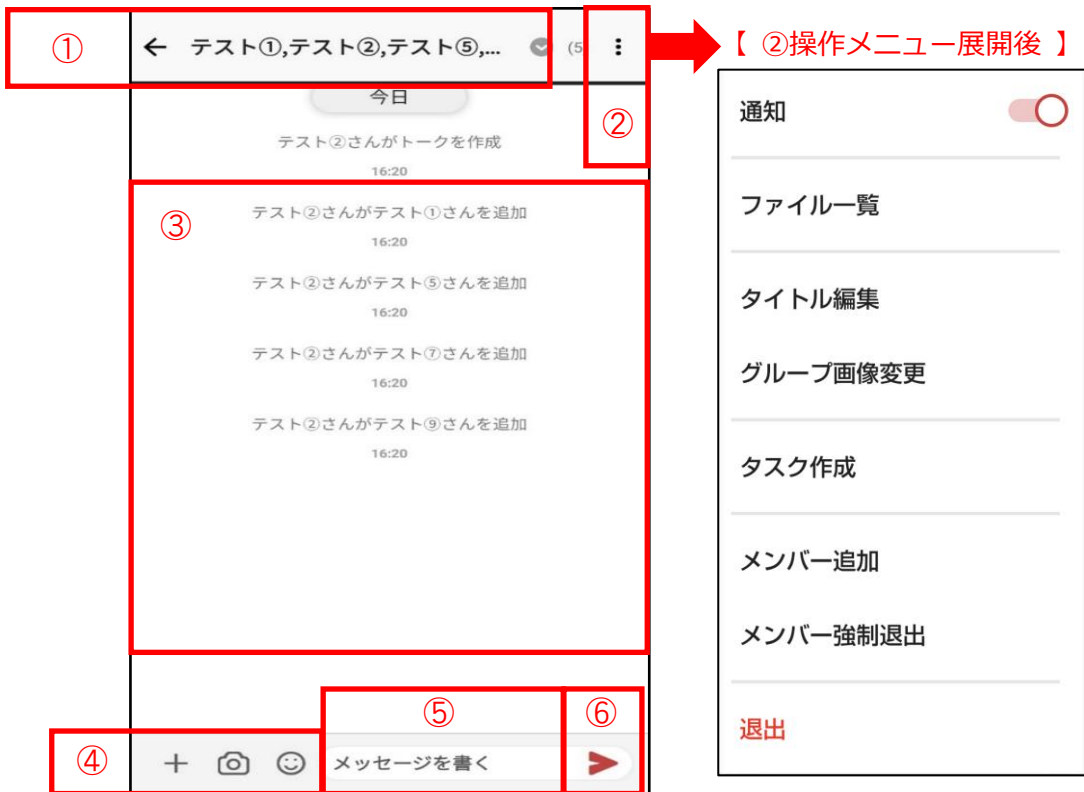 ①
テスト①,テスト②,テスト⑤,... (5
【 ②操作メニュー展開後 】
今日
②
テスト②さんがトークを作成
16:20
③
テスト②さんがテスト①さんを追加
16:20
テスト②さんがテスト⑤さんを追加
16:20
テスト②さんがテスト⑦さんを追加
16:20
テスト②さんがテスト⑨さんを追加
16:20
④
⑤
メッセージを書く
⑥
通知
ファイル一覧
タイトル編集
グループ画像変更
タスク作成
メンバー追加
メンバー強制退出
退出